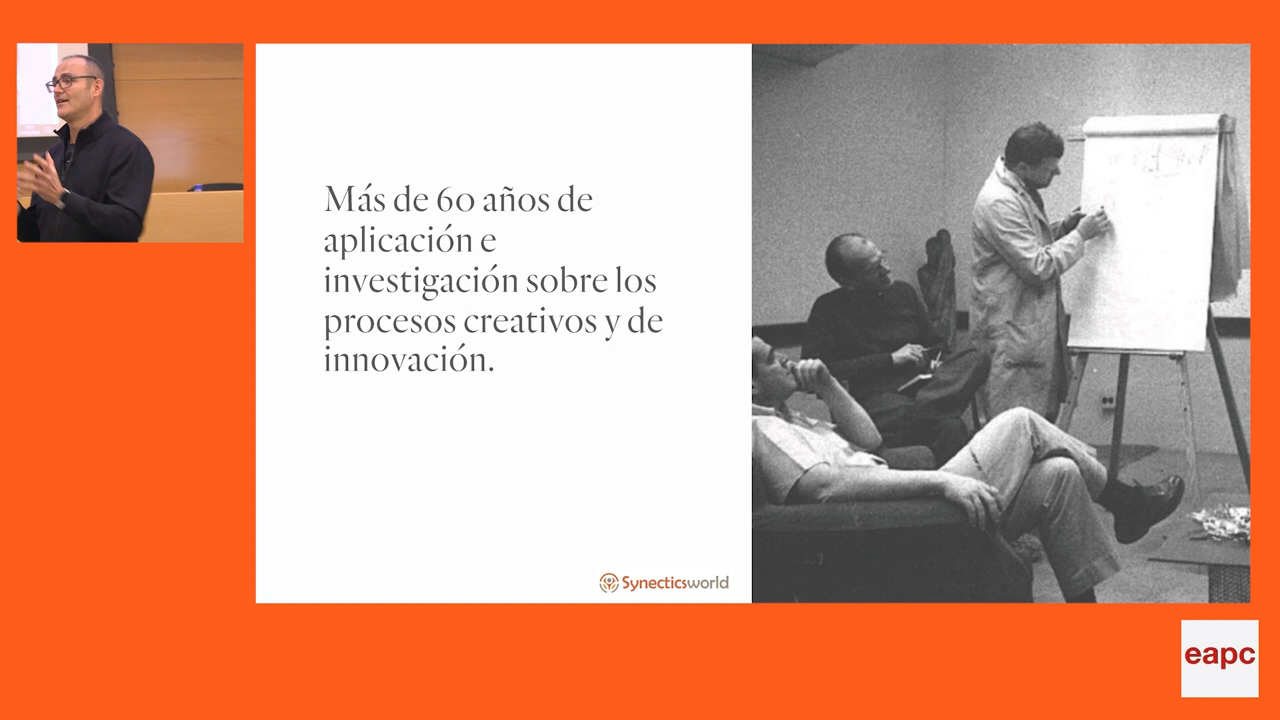 Más de 60 años de
aplicación e
investigación sobre los
procesos creativos y de
innovación.
Synecticsworld
eapc